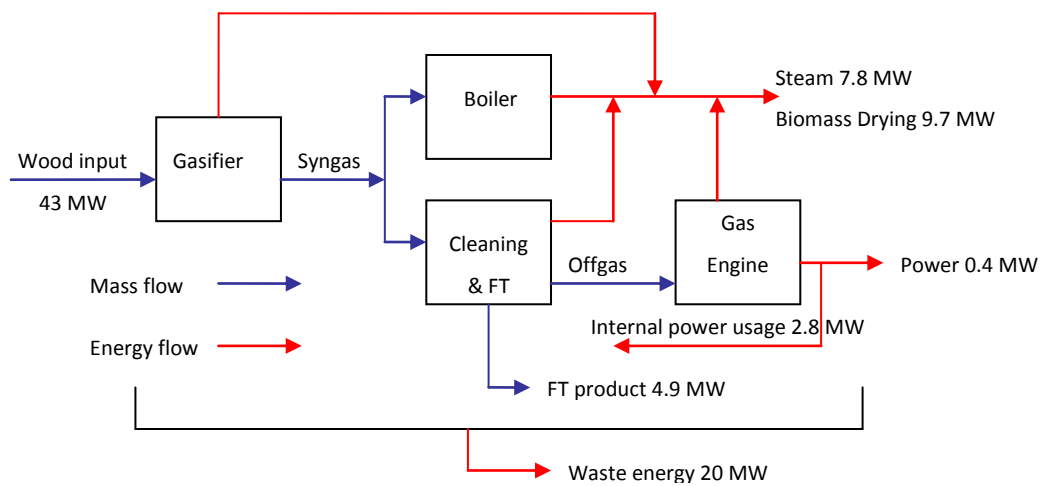 Steam 7.8 MW
Boiler
Biomass Drying 9.7 MW
Wood input
Gasifier
Syngas
43 MW
Gas
Cleaning
Offgas
Engine
Power 0.4 MW
& FT
Mass flow
Internal power usage 2.8 MW
Energy flow
FT product 4.9 MW
Waste energy 20 MW